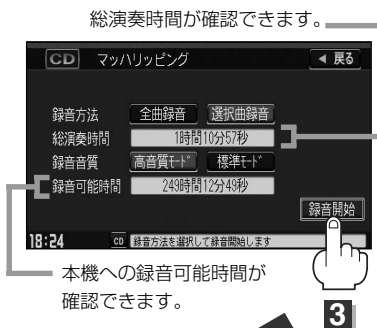 総演奏時間が確認できます。
CD マッハリッピング ◀ 戻る
録音方法 全曲録音 選択曲録音
総演奏時間 1時間10分57秒
録音音質 高音質ﾓｰﾄﾞ 標準ﾓｰﾄﾞ
録音可能時間 249時間12分49秒
録音開始
18:24 CD 録音方法を選択して録音開始します
本機への録音可能時間が
確認できます。
3